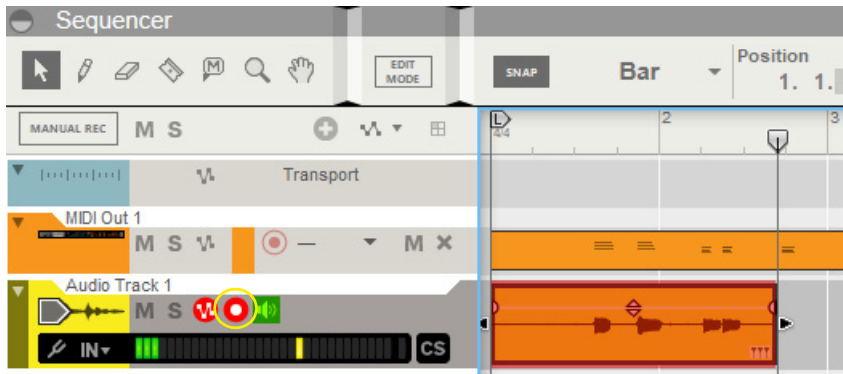 Sequencer
EDIT
MODE
SNAP
Bar
Position
1. 1.
MANUAL REC
M S
L
4/4
2
3
Transport
MIDI Out 1
M S
M ×
Audio Track 1
M S
IN
CS